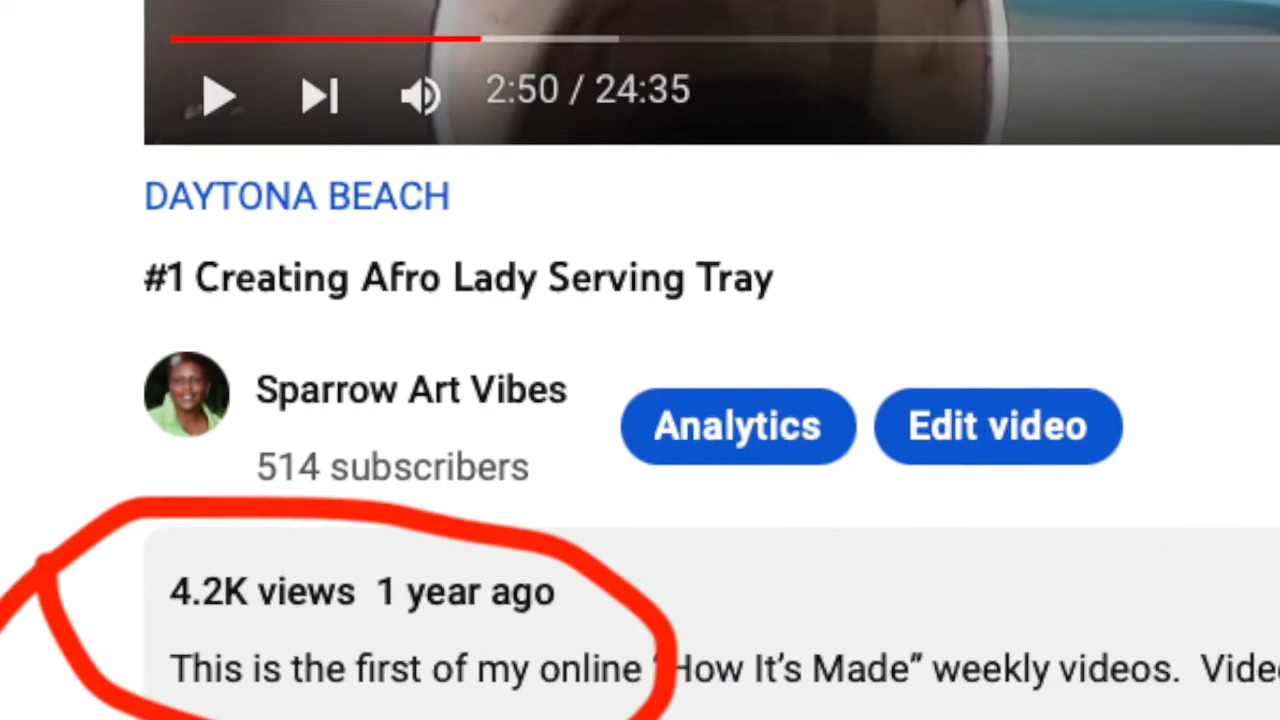 2:50 / 24:35
DAYTONA BEACH
#1 Creating Afro Lady Serving Tray
Sparrow Art Vibes
Analytics
Edit video
514 subscribers
4.2K views 1 year ago
This is the first of my online “How It’s Made” weekly videos.